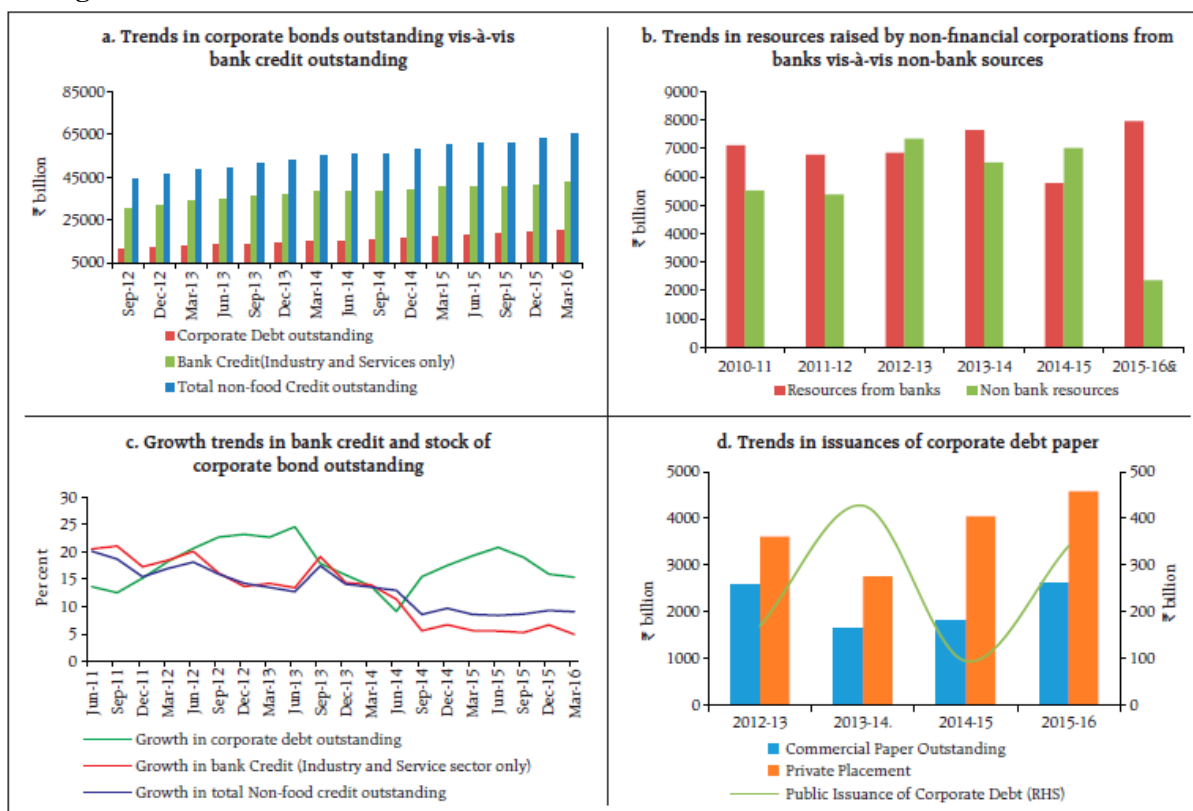 a. Trends in corporate bonds outstanding vis-à-vis
bank credit outstanding
85000
65000
45000
25000
5000
₹ billion
Sep-12
Dec-12
Mar-13
Jun-13
Sep-13
Dec-13
Mar-14
Jun-14
Sep-14
Dec-14
Mar-15
Jun-15
Sep-15
Dec-15
Mar-16
Corporate Debt outstanding
Bank Credit(Industry and Services only)
Total non-food Credit outstanding
b. Trends in resources raised by non-financial corporations from
banks vis-à-vis non-bank sources
9000
8000
7000
6000
5000
4000
3000
2000
1000
0
₹ billion
2010-11
2011-12
2012-13
2013-14
2014-15
2015-16&
Resources from banks
Non bank resources
c. Growth trends in bank credit and stock of
corporate bond outstanding
30
25
20
15
10
5
0
Per cent
Jun-11
Sep-11
Dec-11
Mar-12
Jun-12
Sep-12
Dec-12
Mar-13
Jun-13
Sep-13
Dec-13
Mar-14
Jun-14
Sep-14
Dec-14
Mar-15
Jun-15
Sep-15
Dec-15
Mar-16
Growth in corporate debt outstanding
Growth in bank Credit (Industry and Service sector only)
Growth in total Non-food credit outstanding
d. Trends in issuances of corporate debt paper
5000
4000
3000
2000
1000
0
₹ billion
500
400
300
200
100
0
₹ billion
2012-13
2013-14.
2014-15
2015-16
Commercial Paper Outstanding
Private Placement
Public Issuance of Corporate Debt (RHS)